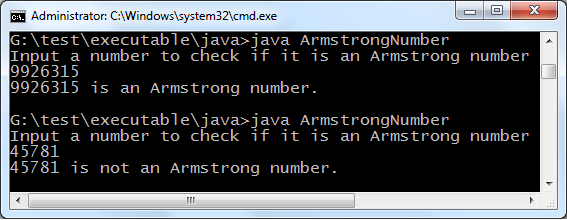 Administrator: C:\Windows\system32\cmd.exe
G:\test\executable\java>java ArmstrongNumber
Input a number to check if it is an Armstrong number
9926315
9926315 is an Armstrong number.
G:\test\executable\java>java ArmstrongNumber
Input a number to check if it is an Armstrong number
45781
45781 is not an Armstrong number.